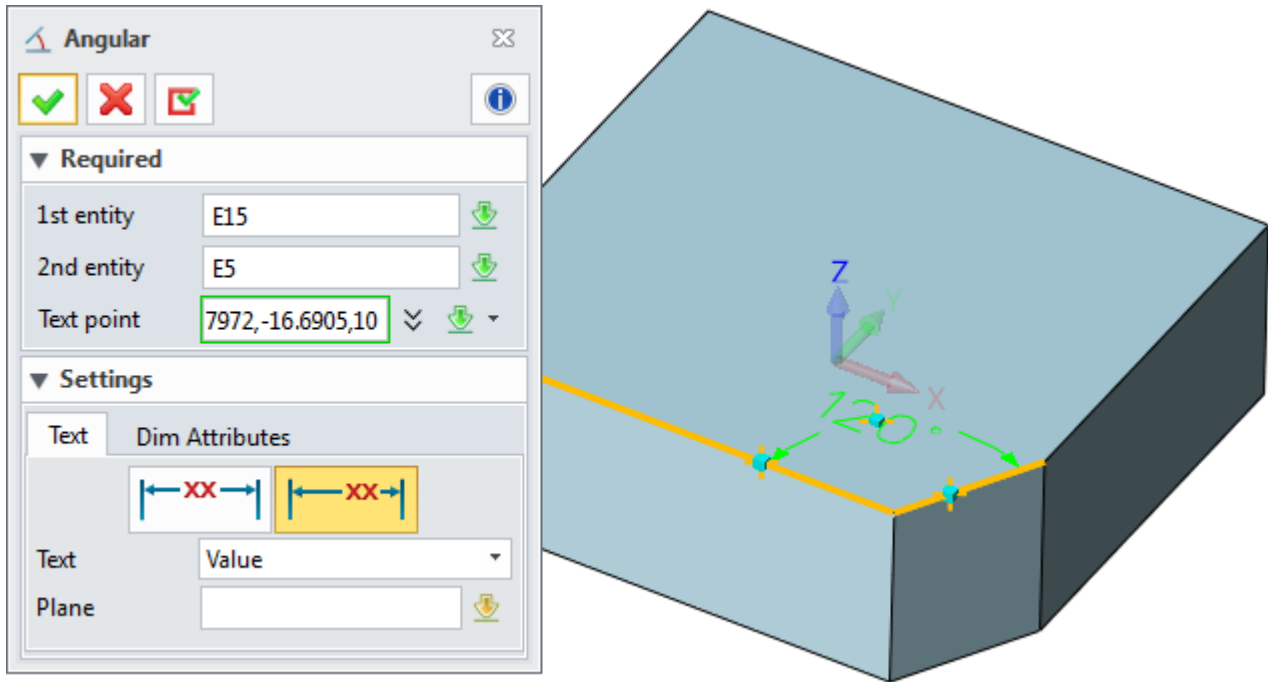 Angular
Required
1st entity E15
2nd entity E5
Text point 7972,-16.6905,10
Settings
Text Dim Attributes
XX XX
Text Value
Plane
Z
Y
X
120°